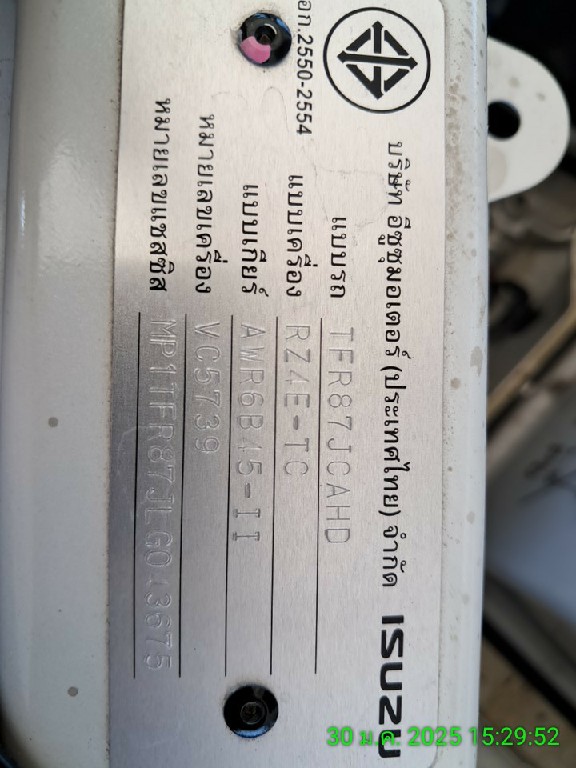 มอก.2550-2554
บริษัท อีซูซุมอเตอร์ (ประเทศไทย) จำกัด ISUZU
แบบรถ TFR87JCAHD
แบบเครื่อง RZ4E-TC
แบบเกียร์ AWR6B45-II
หมายเลขเครื่อง VC5739
หมายเลขแชสซิส
30 ม.ค. 2025 15:29:52